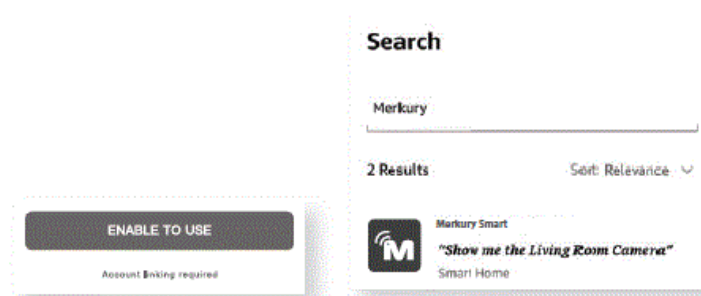 ENABLE TO USE
Account linking required
Search
Merkury
2 Results Sort: Relevance
M
Merkury Smart
"Show me the Living Room Camera"
Smart Home